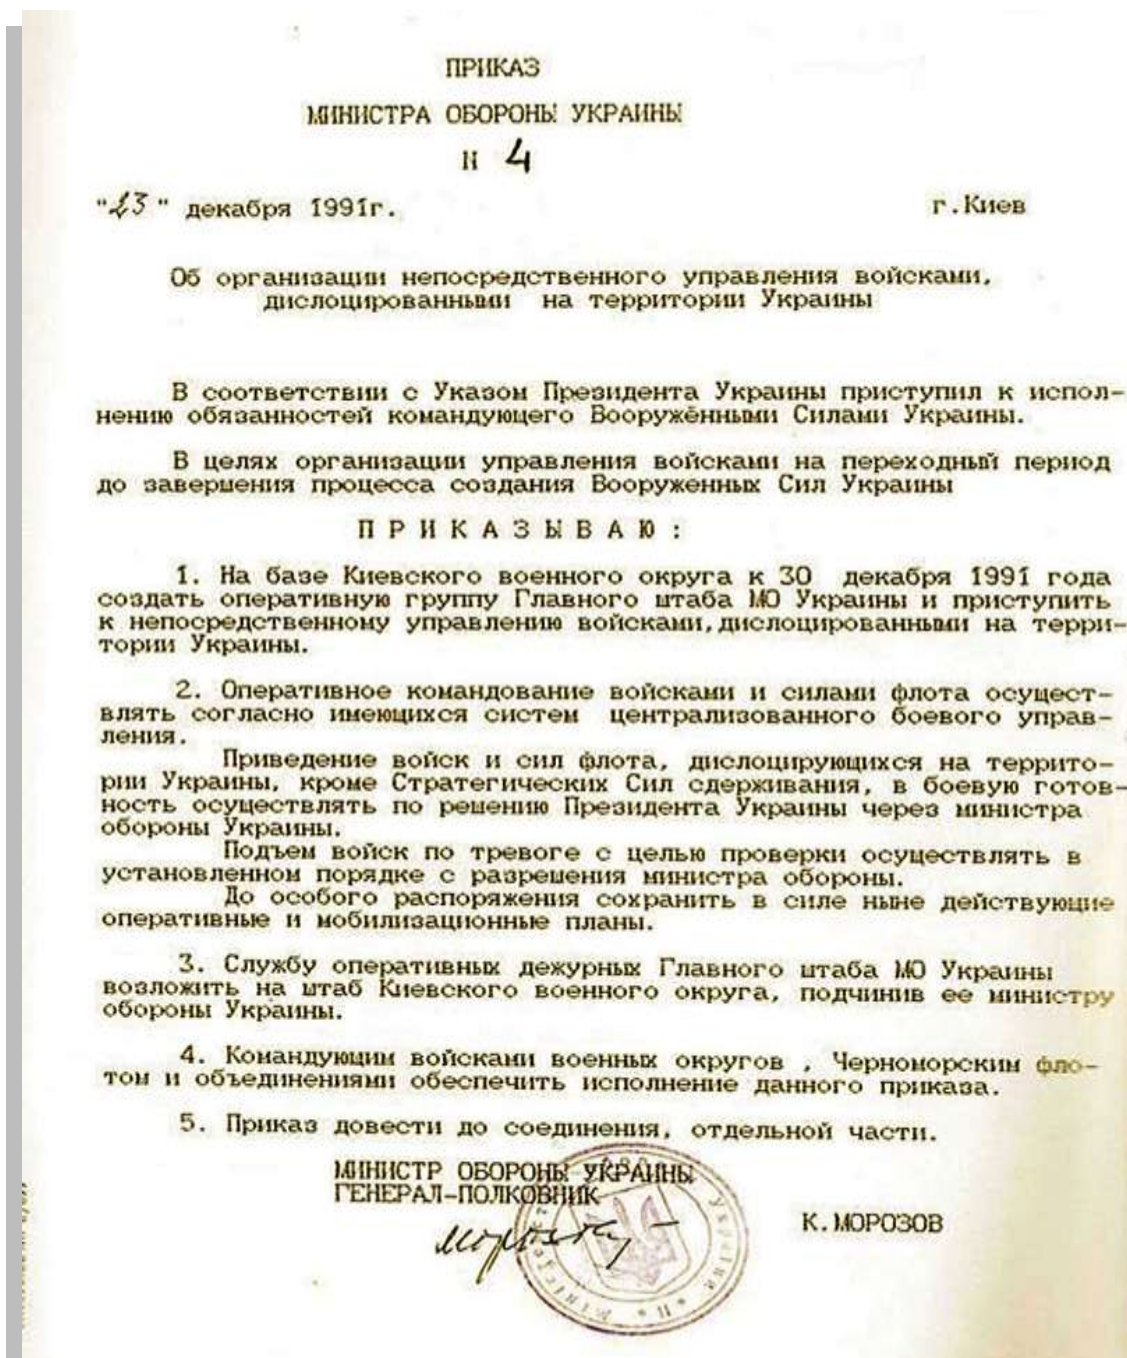 ПРИКАЗ
МИНИСТРА ОБОРОНЫ УКРАИНЫ
N 4
"23" декабря 1991г. г.Киев
Об организации непосредственного управления войсками,
дислоцированными на территории Украины
В соответствии с Указом Президента Украины приступил к испол-
нению обязанностей командующего Вооружёнными Силами Украины.
В целях организации управления войсками на переходный период
до завершения процесса создания Вооруженных Сил Украины
П Р И К А З Ы В А Ю :
1. На базе Киевского военного округа к 30 декабря 1991 года
создать оперативную группу Главного штаба МО Украины и приступить
к непосредственному управлению войсками,дислоцированными на терри-
тории Украины.
2. Оперативное командование войсками и силами флота осущест-
влять согласно имеющихся систем централизованного боевого управ-
ления.
Приведение войск и сил флота, дислоцирующихся на террито-
рии Украины, кроме Стратегических Сил сдерживания, в боевую готов-
ность осуществлять по решению Президента Украины через министра
обороны Украины.
Подъем войск по тревоге с целью проверки осуществлять в
установленном порядке с разрешения министра обороны.
До особого распоряжения сохранить в силе ныне действующие
оперативные и мобилизационные планы.
3. Службу оперативных дежурных Главного штаба МО Украины
возложить на штаб Киевского военного округа, подчинив ее министру
обороны Украины.
4. Командующим войсками военных округов , Черноморским фло-
том и объединениями обеспечить исполнение данного приказа.
5. Приказ довести до соединения, отдельной части.
МИНИСТР ОБОРОНЫ УКРАИНЫ
ГЕНЕРАЛ-ПОЛКОВНИК
К.МОРОЗОВ